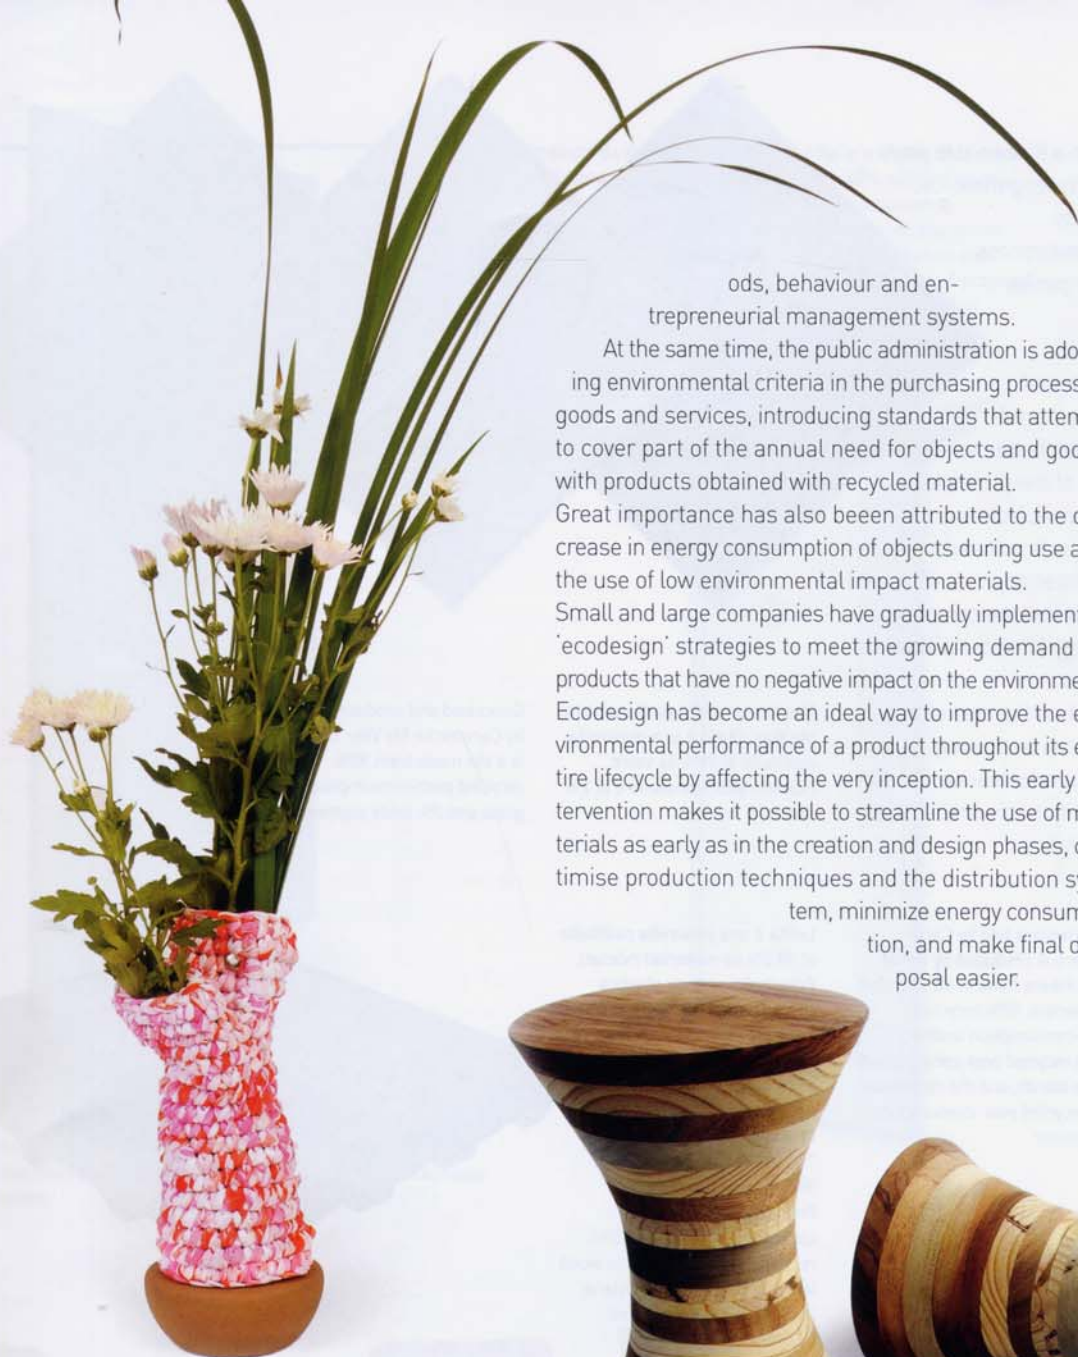 ods, behaviour and en-
trepreneurial management systems.
At the same time, the public administration is ado
ing environmental criteria in the purchasing process
goods and services, introducing standards that attem
to cover part of the annual need for objects and goo
with products obtained with recycled material.
Great importance has also beeen attributed to the d
crease in energy consumption of objects during use a
the use of low environmental impact materials.
Small and large companies have gradually implement
'ecodesign' strategies to meet the growing demand
products that have no negative impact on the environme
Ecodesign has become an ideal way to improve the e
vironmental performance of a product throughout its e
tire lifecycle by affecting the very inception. This early
tervention makes it possible to streamline the use of m
terials as early as in the creation and design phases, o
timise production techniques and the distribution sy
tem, minimize energy consum
tion, and make final d
posal easier.